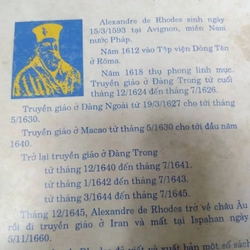 Alexandre de Rhodes sinh ngày
15/3/1593 tại Avignon, miền Nam
nước Pháp.
Năm 1612 vào Tập viện Dòng Tên
ở Rôma.
Năm 1618 thụ phong linh mục.
Truyền giáo ở Đàng Trong từ cuối
tháng 12/1624 đến tháng 7/1626.
Truyền giáo ở Đàng Ngoài từ 19/3/1627 cho tới tháng
5/1630.
Truyền giáo ở Macao từ tháng 5/1630 cho tới đầu năm
1640.
Trở lại truyền giáo ở Đàng Trong
từ tháng 12/1640 đến tháng 7/1641.
từ tháng 1/1642 đến tháng 7/1643.
từ tháng 3/1644 đến tháng 7/1645.
Tháng 12/1645, Alexandre de Rhodes trở về châu Âu
rồi đi truyền giáo ở Iran và mất tại Ispahan ngày
5/11/1660.
xuất bản một số sách